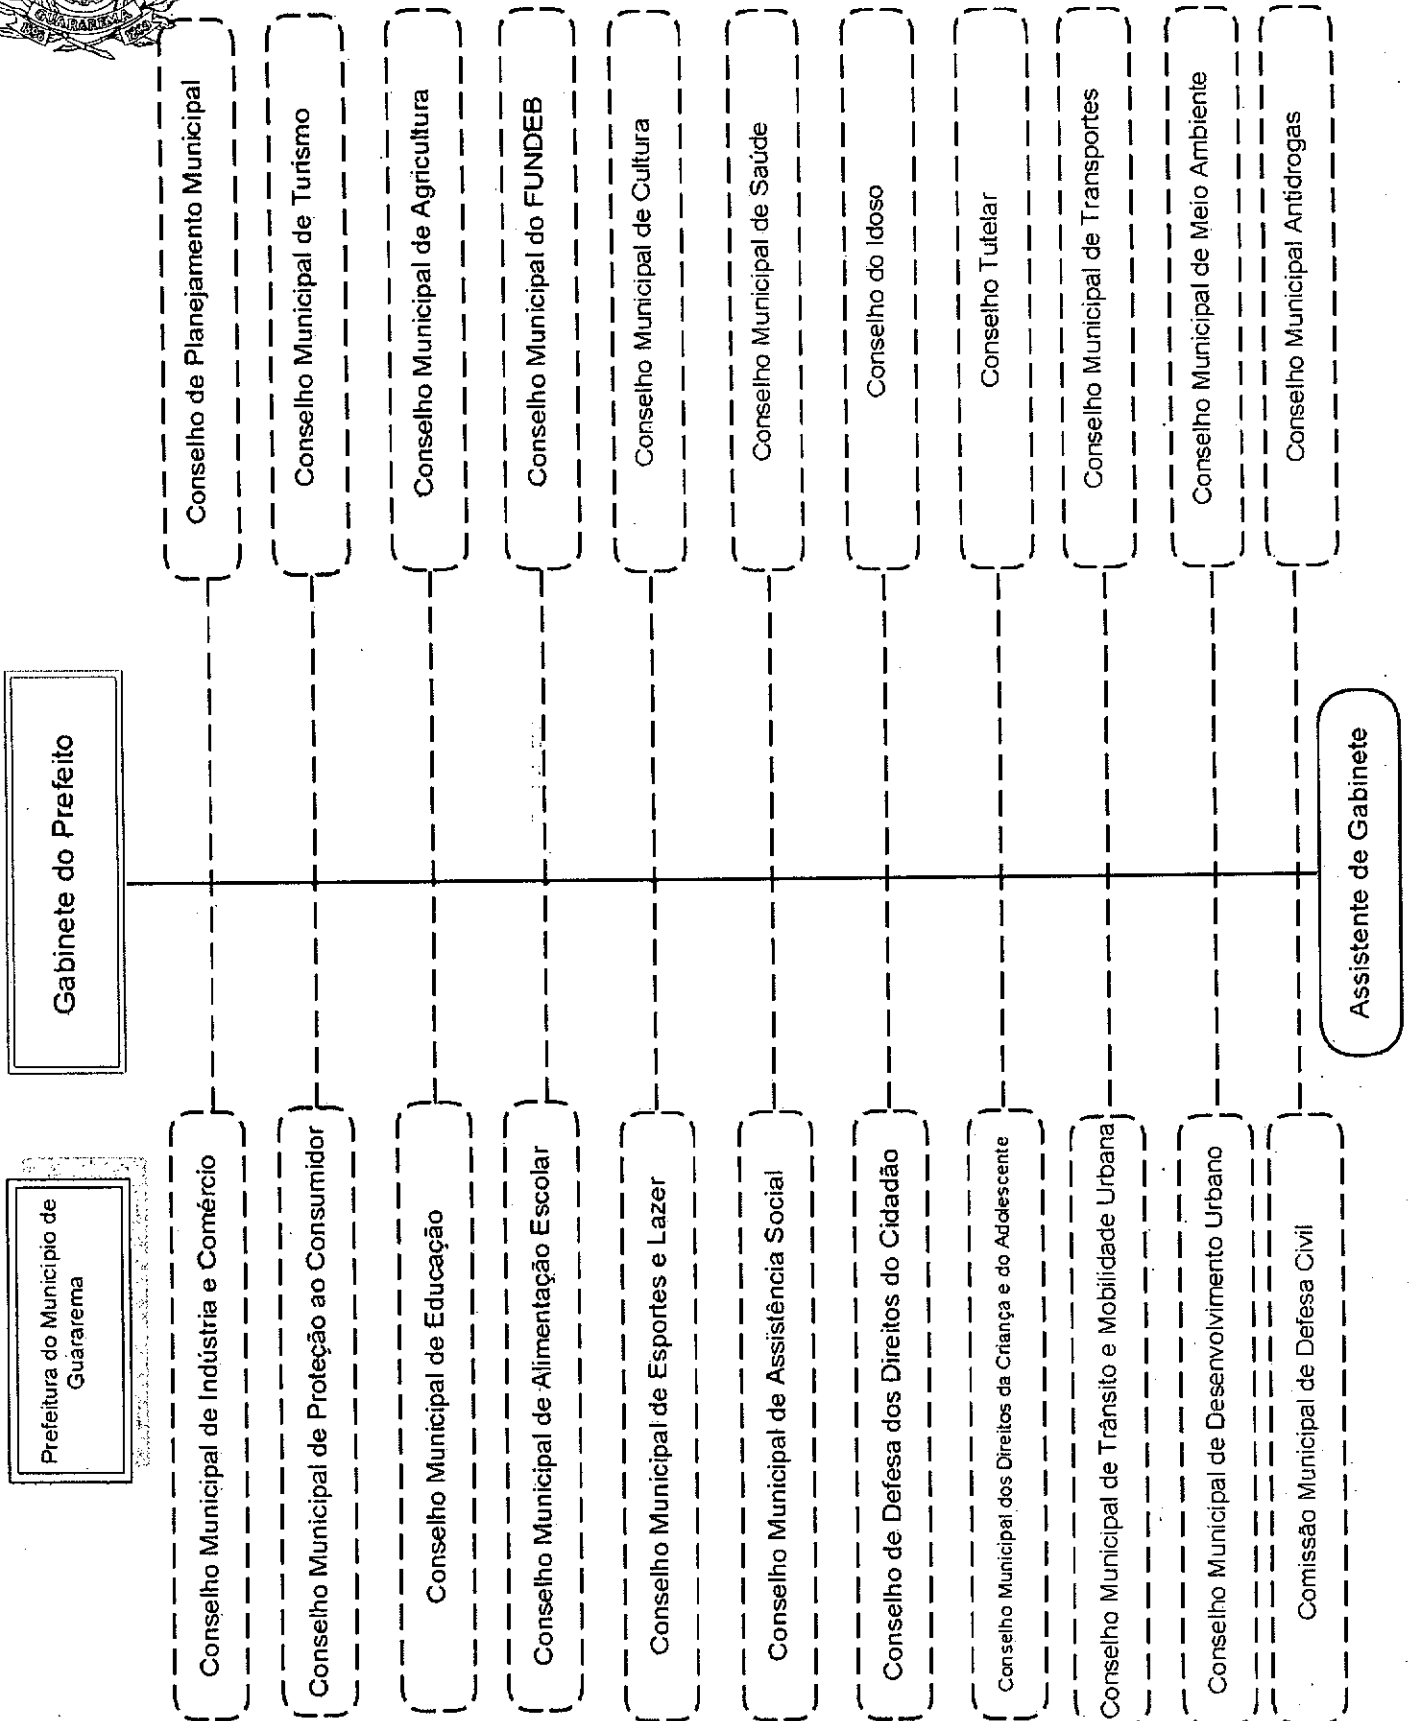 Prefeitura do Município de
Guararema
Gabinete do Prefeito
GUARAREMA
Conselho Municipal de Indústria e Comércio
Conselho de Planejamento Municipal
Conselho Municipal de Proteção ao Consumidor
Conselho Municipal de Turismo
Conselho Municipal de Educação
Conselho Municipal de Agricultura
Conselho Municipal de Alimentação Escolar
Conselho Municipal do FUNDEB
Conselho Municipal de Esportes e Lazer
Conselho Municipal de Cultura
Conselho Municipal de Assistência Social
Conselho Municipal de Saúde
Conselho de Defesa dos Direitos do Cidadão
Conselho do Idoso
Conselho Municipal dos Direitos da Criança e do Adolescente
Conselho Tutelar
Conselho Municipal de Trânsito e Mobilidade Urbana
Conselho Municipal de Transportes
Conselho Municipal de Desenvolvimento Urbano
Conselho Municipal de Meio Ambiente
Comissão Municipal de Defesa Civil
Conselho Municipal Antidrogas
Assistente de Gabinete